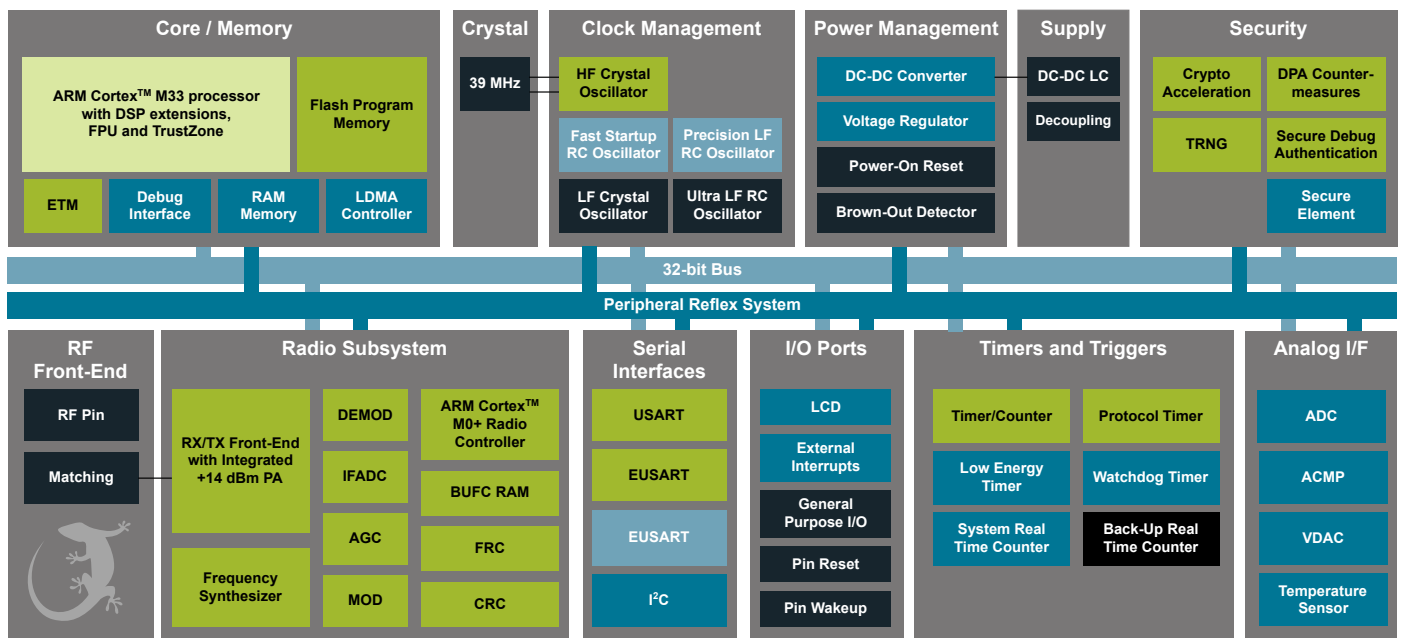 Core / Memory
ARM Cortex™ M33 processor
with DSP extensions,
FPU and TrustZone
Flash Program
Memory
ETM
Debug
Interface
RAM
Memory
LDMA
Controller
Crystal
39 MHz
Clock Management
HF Crystal
Oscillator
Fast Startup
RC Oscillator
Precision LF
RC Oscillator
LF Crystal
Oscillator
Ultra LF RC
Oscillator
Power Management
DC-DC Converter
Voltage Regulator
Power-On Reset
Brown-Out Detector
Supply
DC-DC LC
Decoupling
Security
Crypto
Acceleration
DPA Counter-
measures
TRNG
Secure Debug
Authentication
Secure
Element
32-bit Bus
Peripheral Reflex System
RF
Front-End
RF Pin
Matching
Radio Subsystem
RX/TX Front-End
with Integrated
+14 dBm PA
Frequency
Synthesizer
DEMOD
IFADC
AGC
MOD
ARM Cortex™
M0+ Radio
Controller
BUFC RAM
FRC
CRC
Serial
Interfaces
USART
EUSART
EUSART
I²C
I/O Ports
LCD
External
Interrupts
General
Purpose I/O
Pin Reset
Pin Wakeup
Timers and Triggers
Timer/Counter
Protocol Timer
Low Energy
Timer
Watchdog Timer
System Real
Time Counter
Back-Up Real
Time Counter
Analog I/F
ADC
ACMP
VDAC
Temperature
Sensor